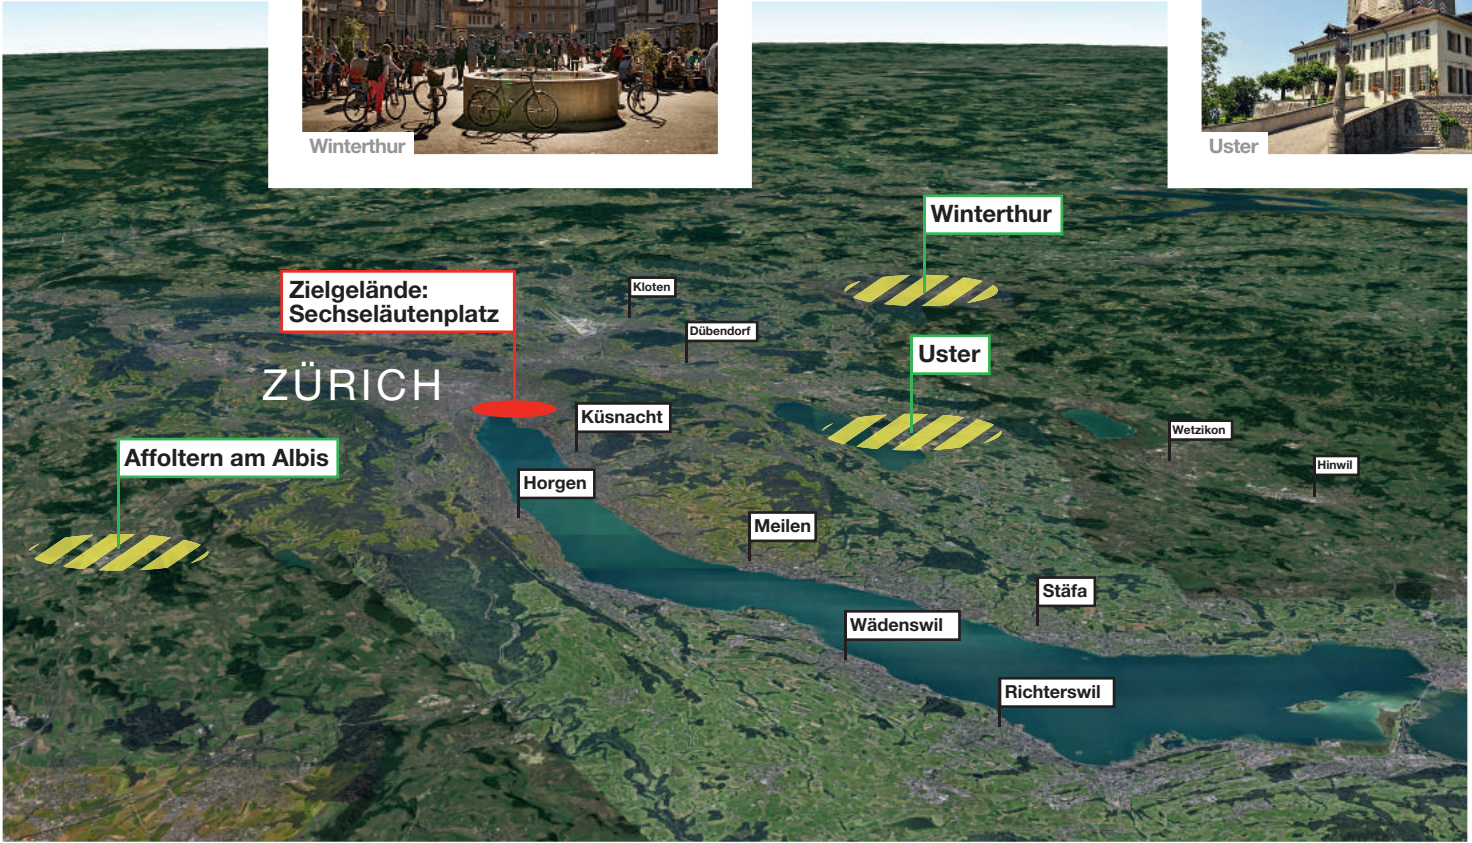 Winterthur
Uster
Winterthur
Zielgelände:
Sechseläutenplatz
Kloten
Dübendorf
Uster
ZÜRICH
Küsnacht
Wetzikon
Affoltern am Albis
Hinwil
Horgen
Meilen
Stäfa
Wädenswil
Richterswil